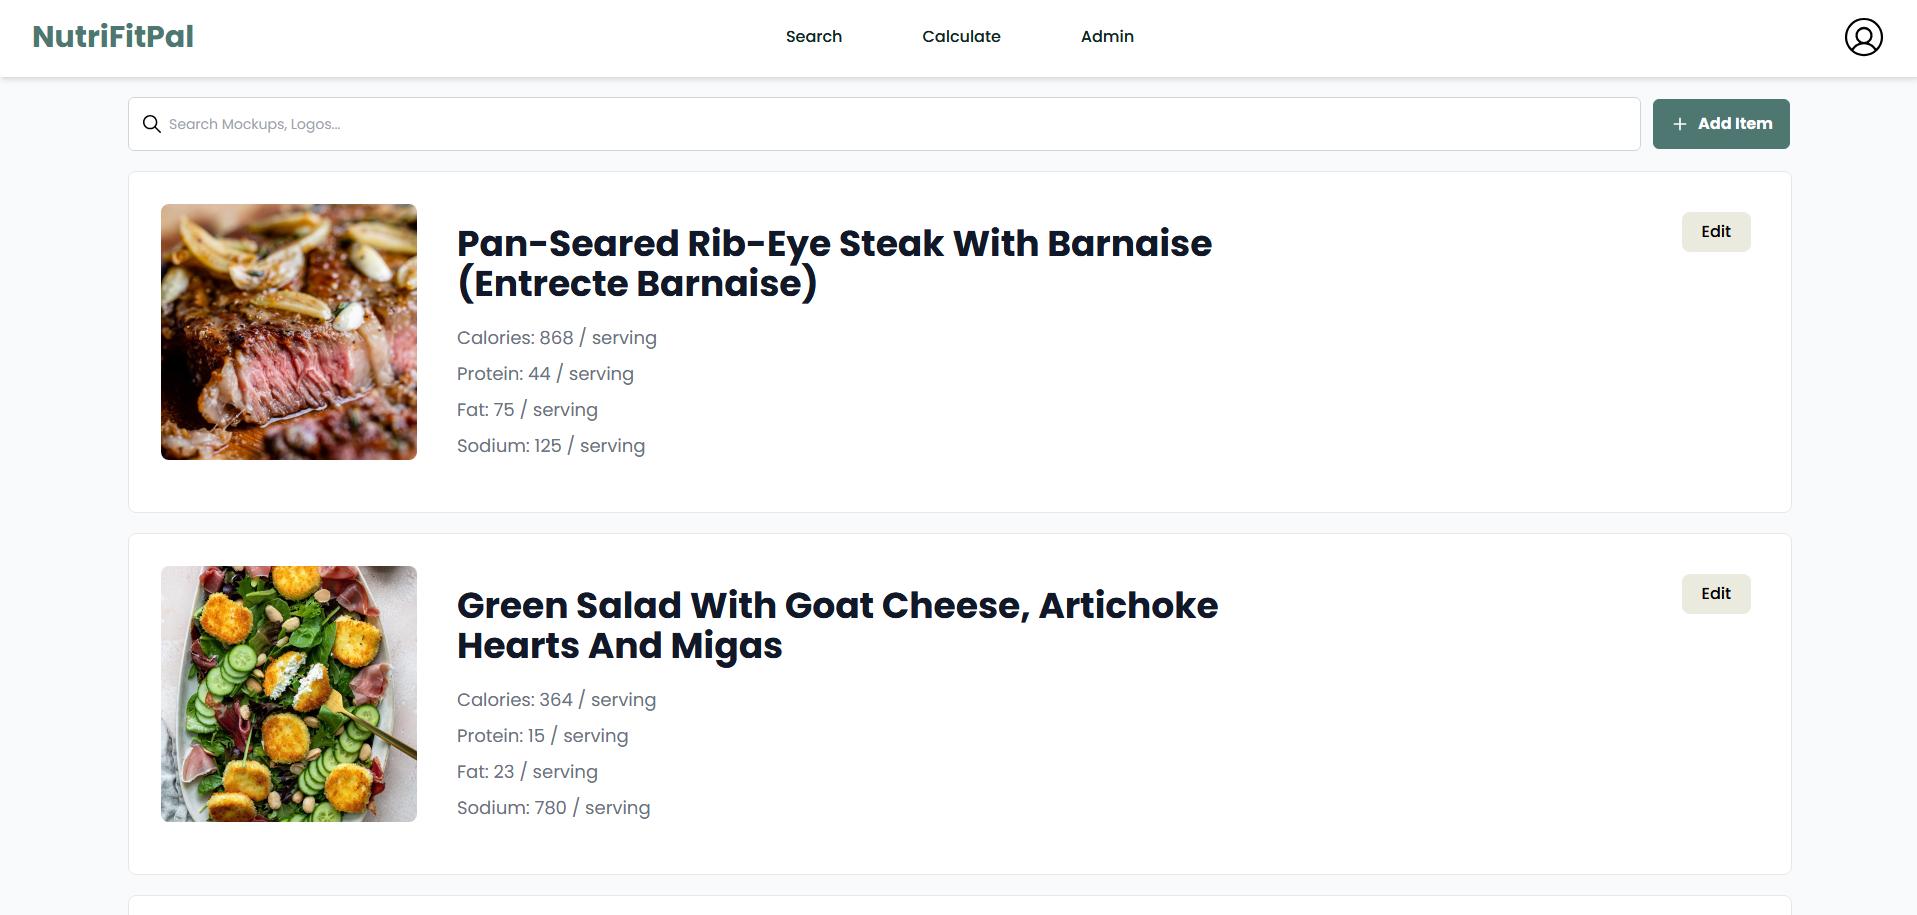 NutriFitPal
Search
Calculate
Admin
Search Mockups, Logos...
+ Add Item
Pan-Seared Rib-Eye Steak With Barnaise
(Entrecte Barnaise)
Edit
Calories: 868 / serving
Protein: 44 / serving
Fat: 75 / serving
Sodium: 125 / serving
Green Salad With Goat Cheese, Artichoke
Hearts And Migas
Edit
Calories: 364 / serving
Protein: 15 / serving
Fat: 23 / serving
Sodium: 780 / serving